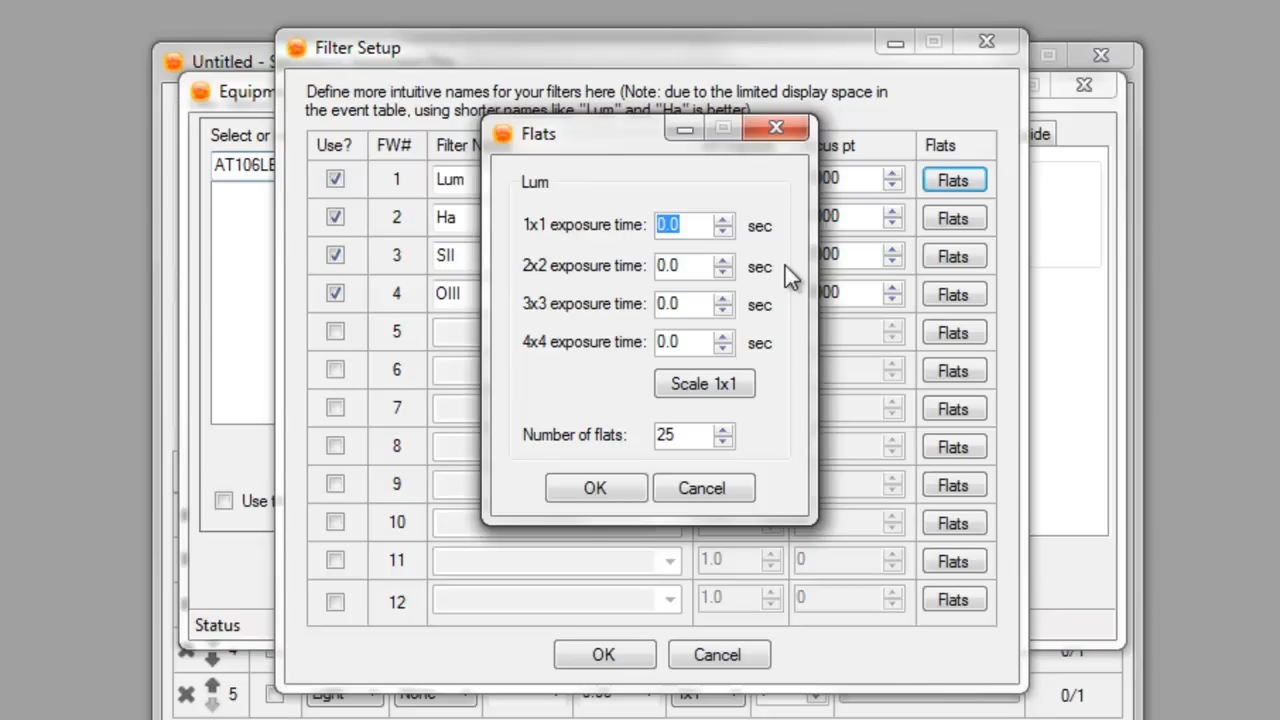 Filter Setup
Untitled - S
Equipm
Define more intuitive names for your filters here (Note: due to the limited display space in
the event table, using shorter names like "Lum" and "Ha" is better)
Select or
AT106LE
ide
Use? FW# Filter N cus pt Flats
1 Lum 000 Flats
2 Ha 000 Flats
3 SII 000 Flats
4 OIII 000 Flats
5 Flats
6 Flats
7 Flats
8 Flats
9 Flats
10 Flats
11 1.0 0 Flats
12 1.0 0 Flats
OK Cancel
Flats
Lum
1x1 exposure time: 0.0 sec
2x2 exposure time: 0.0 sec
3x3 exposure time: 0.0 sec
4x4 exposure time: 0.0 sec
Scale 1x1
Number of flats: 25
OK Cancel
Use t
Status
4 0/1
5 Light None 1x1 0/1